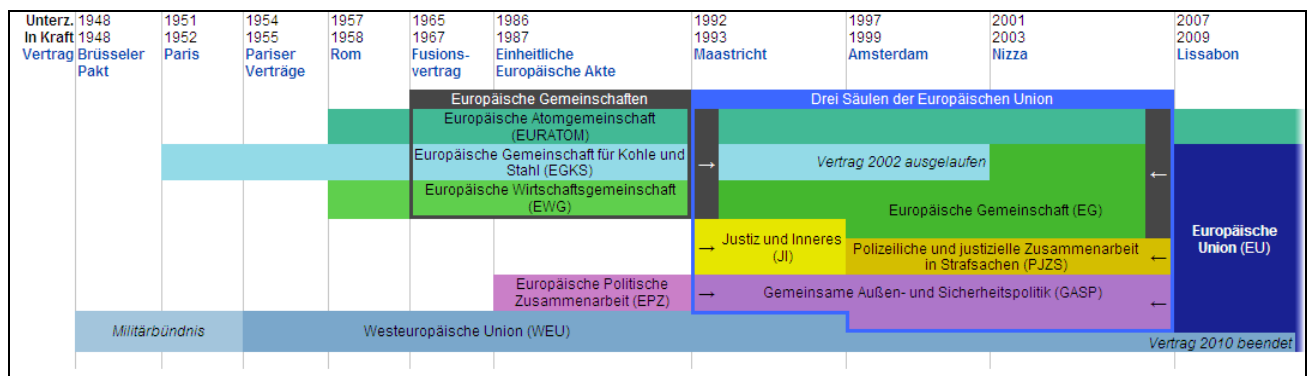 Unterz. 1948 1951 1954 1957 1965 1986 1992 1997 2001 2007
In Kraft 1948 1952 1955 1958 1967 1987 1993 1999 2003 2009
Vertrag Brüsseler Paris Pariser Rom Fusions- Einheitliche Maastricht Amsterdam Nizza Lissabon
Pakt Verträge vertrag Europäische Akte
Europäische Gemeinschaften Drei Säulen der Europäischen Union
Europäische Atomgemeinschaft
(EURATOM)
Europäische Gemeinschaft für Kohle und
Stahl (EGKS)
→ Vertrag 2002 ausgelaufen ←
Europäische Wirtschaftsgemeinschaft
(EWG)
Europäische Gemeinschaft (EG)
Europäische
Union (EU)
→ Justiz und Inneres
(JI)
Polizeiliche und justizielle Zusammenarbeit
in Strafsachen (PJZS) ←
Europäische Politische
Zusammenarbeit (EPZ)
→ Gemeinsame Außen- und Sicherheitspolitik (GASP) ←
Militärbündnis Westeuropäische Union (WEU)
Vertrag 2010 beendet